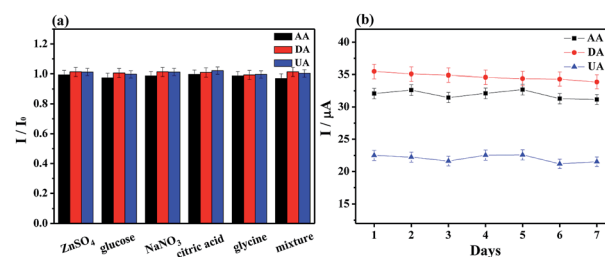 (a)
AA
DA
UA
1.2
1.0
0.8
0.6
0.4
0.2
0.0
I / I₀
ZnSO₄
glucose
NaNO₃
citric acid
glycine
mixture
(b)
AA
DA
UA
40
35
30
25
20
15
I / μA
1 2 3 4 5 6 7
Days